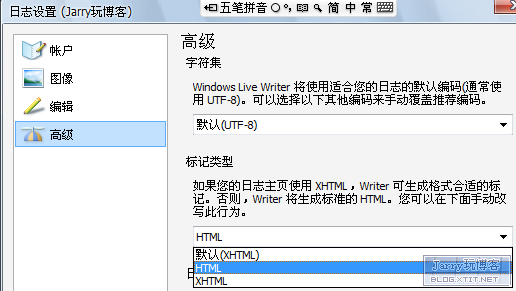 日志设置 (Jarry玩博客)
五笔拼音 简 中 常
帐户
图像
编辑
高级
高级
字符集
Windows Live Writer 将使用适合您的日志的默认编码(通常使
用 UTF-8)。可以选择以下其他编码来手动覆盖推荐编码。
默认(UTF-8)
标记类型
如果您的日志主页使用 XHTML，Writer 可生成格式合适的标
记。否则，Writer 将生成标准的 HTML。您可以在下面手动改
写此行为。
HTML
默认(XHTML)
HTML
XHTML
Jarry玩博客
BLOG.XTIT.NET